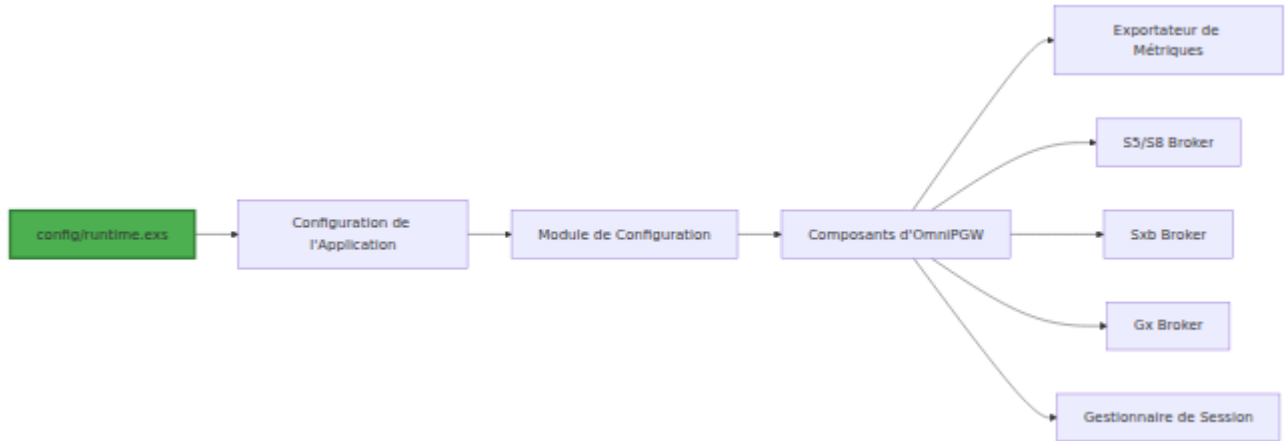 config/runtime.exs
Configuration de
l'Application
Module de Configuration
Composants d'OmniPGW
Exportateur de
Métriques
S5/S8 Broker
Sxb Broker
Gx Broker
Gestionnaire de Session